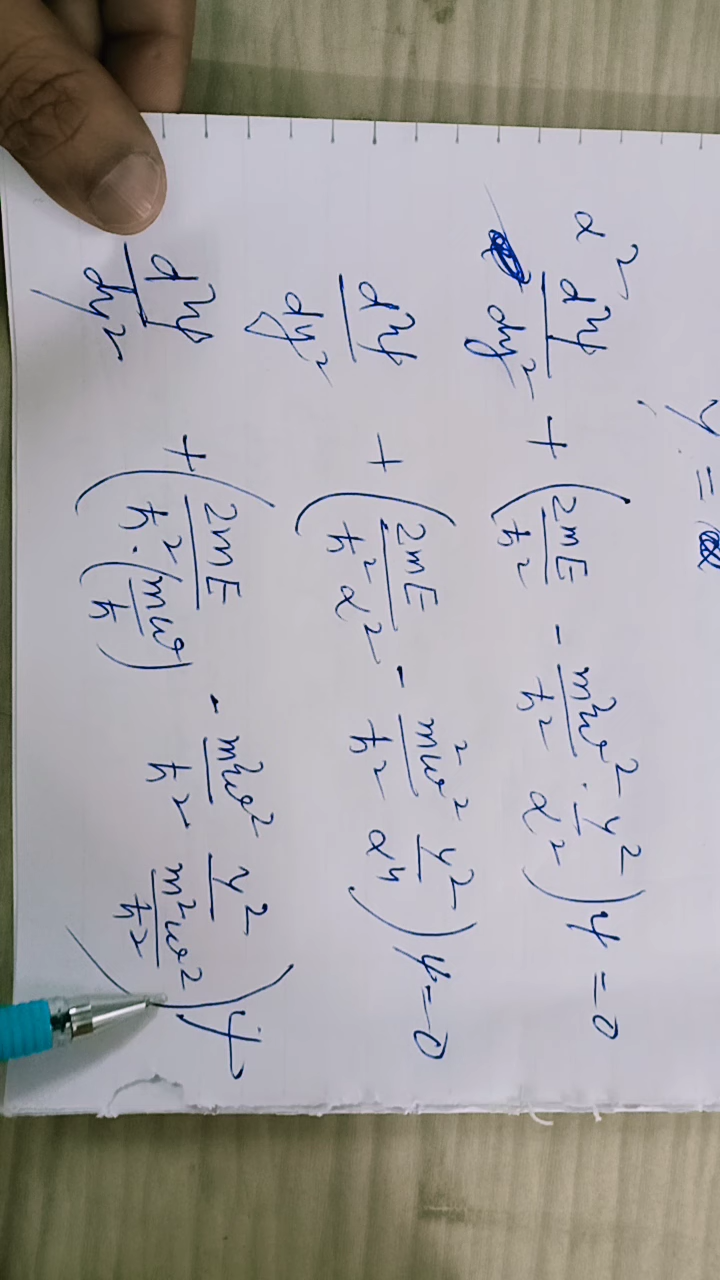 y =
α² d²ψ/dy² + (2mE/ħ² - m²ω²/ħ² · y²/α²)ψ = 0
d²ψ/dy² + (2mE/ħ²α² - m²ω²/ħ² y²/α⁴)ψ = 0
d²ψ/dy² + (2mE/ħ²·(mω/ħ) - m²ω²/ħ² y²/(m²ω²/ħ²))ψ